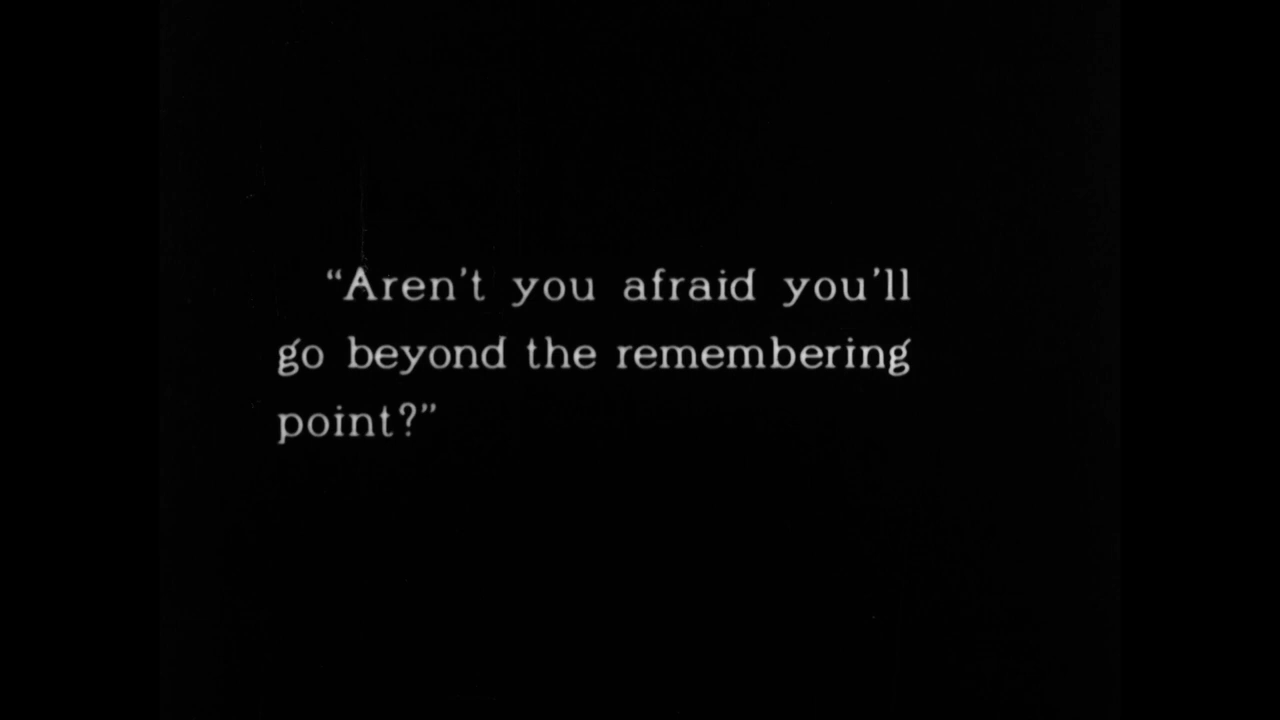 “Aren't you afraid you'll
go beyond the remembering
point?”